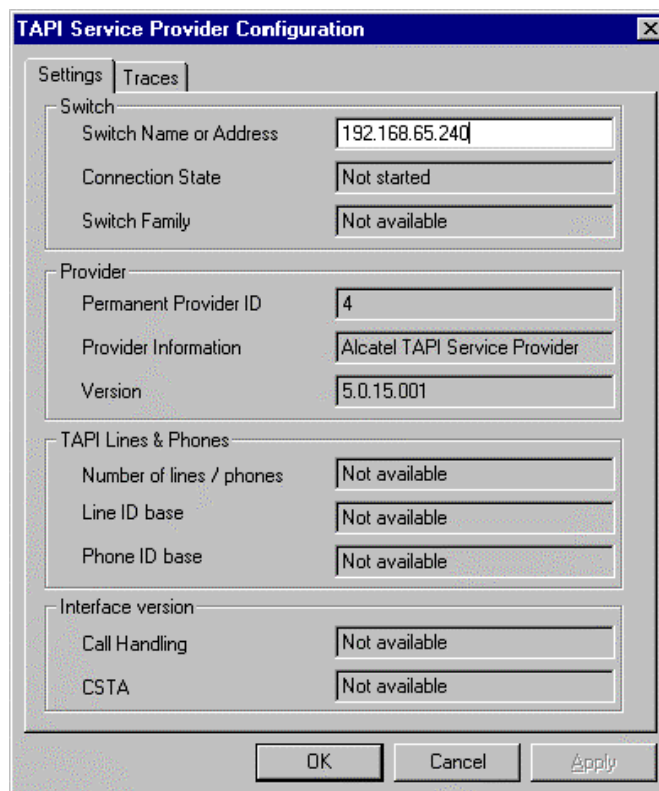 TAPI Service Provider Configuration
Settings Traces
Switch
Switch Name or Address 192.168.65.240
Connection State Not started
Switch Family Not available
Provider
Permanent Provider ID 4
Provider Information Alcatel TAPI Service Provider
Version 5.0.15.001
TAPI Lines & Phones
Number of lines / phones Not available
Line ID base Not available
Phone ID base Not available
Interface version
Call Handling Not available
CSTA Not available
OK Cancel Apply